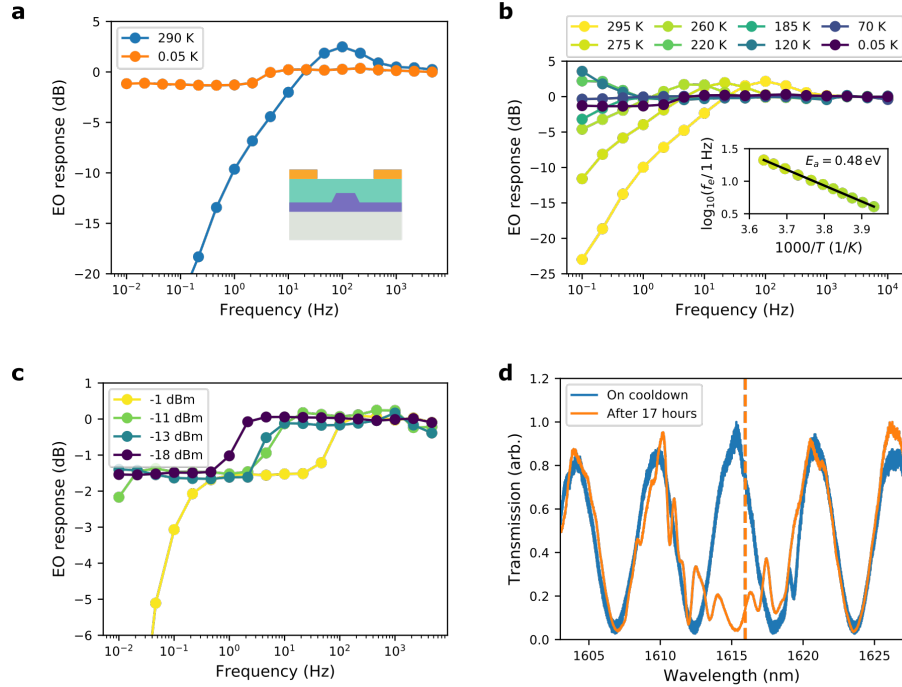 a
5
0
−5
−10
−15
−20
EO response (dB)
290 K
0.05 K
10⁻² 10⁻¹ 10⁰ 10¹ 10² 10³
Frequency (Hz)
b
295 K 260 K 185 K 70 K
275 K 220 K 120 K 0.05 K
5
0
−5
−10
−15
−20
−25
EO response (dB)
Eₐ = 0.48 eV
1.5
1.0
0.5
log₁₀(fₑ/1 Hz)
3.6 3.7 3.8 3.9
1000/T (1/K)
10⁻¹ 10⁰ 10¹ 10² 10³ 10⁴
Frequency (Hz)
c
1
0
−1
−2
−3
−4
−5
−6
EO response (dB)
-1 dBm
-11 dBm
-13 dBm
-18 dBm
10⁻² 10⁻¹ 10⁰ 10¹ 10² 10³
Frequency (Hz)
d
1.2
1.0
0.8
0.6
0.4
0.2
0.0
Transmission (arb.)
On cooldown
After 17 hours
1605 1610 1615 1620 1625
Wavelength (nm)